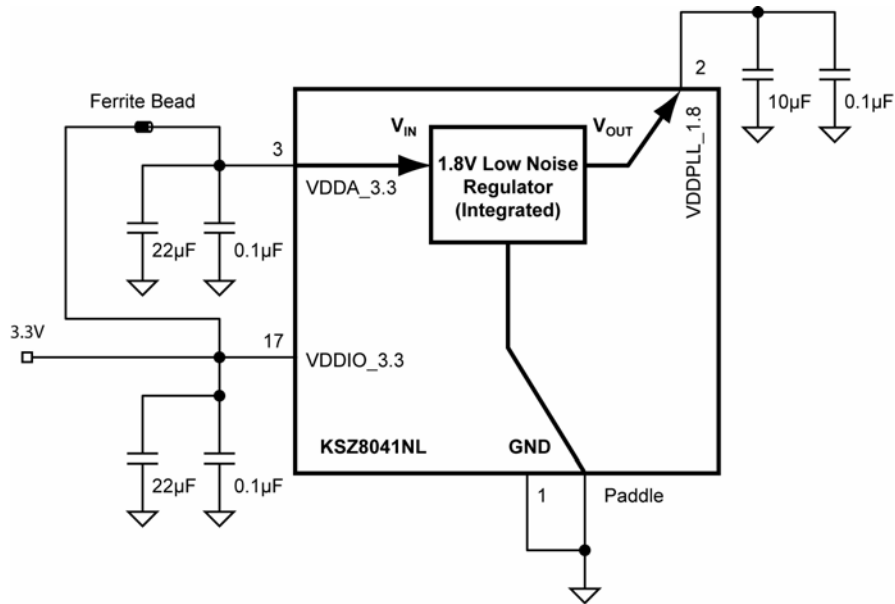 2
10µF
0.1µF
VDDPLL_1.8
Ferrite Bead
VIN
VOUT
3
VDDA_3.3
1.8V Low Noise
Regulator
(Integrated)
22µF
0.1µF
3.3V
17
VDDIO_3.3
KSZ8041NL
GND
22µF
0.1µF
1
Paddle